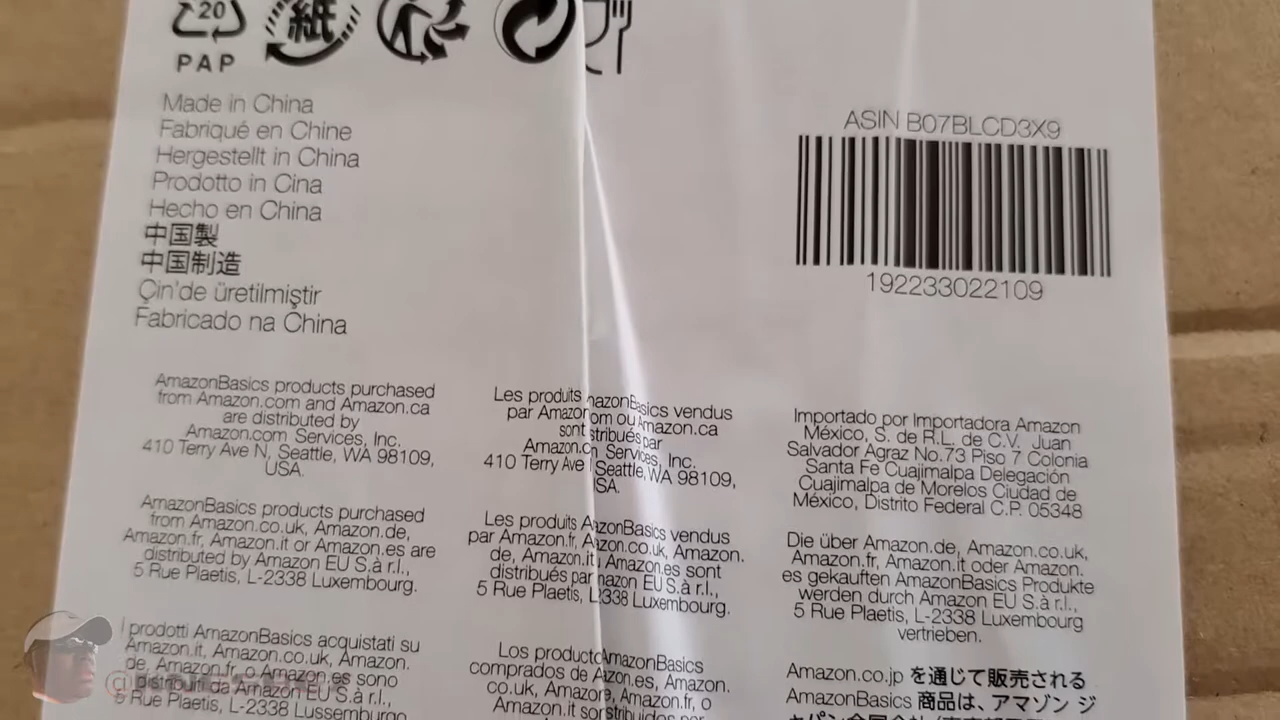 20
PAP
紙
Made in China
Fabriqué en Chine
Hergestellt in China
Prodotto in Cina
Hecho en China
中国製
中国制造
Çin'de üretilmiştir
Fabricado na China
ASIN B07BLCD3X9
192233022109
AmazonBasics products purchased
from Amazon.com and Amazon.ca
are distributed by
Amazon.com Services, Inc.
410 Terry Ave N, Seattle, WA 98109,
USA.
AmazonBasics products purchased
from Amazon.co.uk, Amazon.de,
Amazon.fr, Amazon.it or Amazon.es are
distributed by Amazon EU S.à r.l.,
5 Rue Plaetis, L-2338 Luxembourg.
I prodotti AmazonBasics acquistati su
Amazon.it, Amazon.co.uk, Amazon.
de, Amazon.fr o Amazon.es sono
distribuiti da Amazon EU S.à r.l.,
5 Rue Plaetis, L-2338 Lussemburgo
Les produits azonBasics vendus
par Amazon om ou Amazon.ca
sont stribués par
Amazon.c n Services, Inc.
410 Terry Ave Seattle, WA 98109,
SA.
Les produits AzonBasics vendus
par Amazon.fr, A zon.co.uk, Amazon.
de, Amazon.it u Amazon.es sont
distribués par mazon EU S.à r.l.,
5 Rue Plaetis, L- 2338 Luxembourg.
Los product AmazonBasics
comprados de A azon.es, Amazon.
co.uk, Amazon e, Amazon.fr, o
Amazon.it son stribuidos por
Importado por Importadora Amazon
México, S. de R.L. de C.V. Juan
Salvador Agraz No.73 Piso 7 Colonia
Santa Fe Cuajimalpa Delegación
Cuajimalpa de Morelos Ciudad de
México, Distrito Federal C.P. 05348
Die über Amazon.de, Amazon.co.uk,
Amazon.fr, Amazon.it oder Amazon.
es gekauften AmazonBasics Produkte
werden durch Amazon EU S.à r.l.,
5 Rue Plaetis, L-2338 Luxembourg
vertrieben.
Amazon.co.jp を通じて販売される
AmazonBasics 商品は、アマゾン ジ